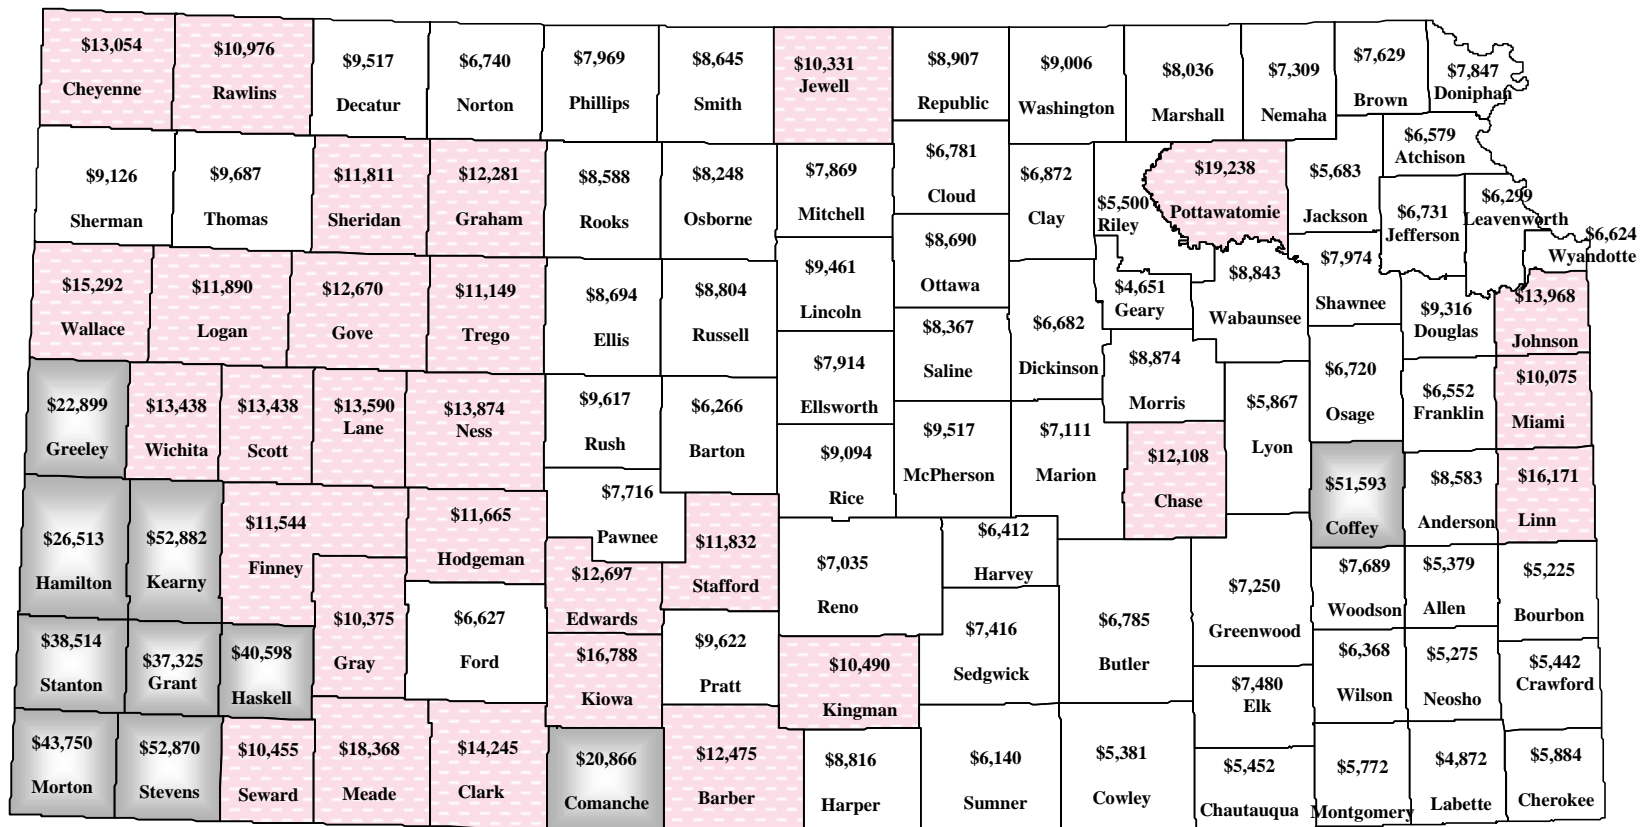 $13,054
Cheyenne
$10,976
Rawlins
$9,517
Decatur
$6,740
Norton
$7,969
Phillips
$8,645
Smith
$10,331
Jewell
$8,907
Republic
$9,006
Washington
$8,036
Marshall
$7,309
Nemaha
$7,629
Brown
$7,847
Doniphan
$9,126
Sherman
$9,687
Thomas
$11,811
Sheridan
$12,281
Graham
$8,588
Rooks
$8,248
Osborne
$7,869
Mitchell
$6,781
Cloud
$6,872
Clay
$5,500
Riley
$19,238
Pottawatomie
$5,683
Jackson
$6,579
Atchison
$6,731
Jefferson
$6,299
Leavenworth
$6,624
Wyandotte
$15,292
Wallace
$11,890
Logan
$12,670
Gove
$11,149
Trego
$8,694
Ellis
$8,804
Russell
$9,461
Lincoln
$8,690
Ottawa
$8,367
Saline
$6,682
Dickinson
$4,651
Geary
$8,843
Wabaunsee
$7,974
Shawnee
$9,316
Douglas
$13,968
Johnson
$22,899
Greeley
$13,438
Wichita
$13,438
Scott
$13,590
Lane
$13,874
Ness
$9,617
Rush
$6,266
Barton
$7,914
Ellsworth
$9,094
Rice
$9,517
McPherson
$7,111
Marion
$8,874
Morris
$12,108
Chase
$5,867
Lyon
$6,720
Osage
$6,552
Franklin
$10,075
Miami
$26,513
Hamilton
$52,882
Kearny
$11,544
Finney
$11,665
Hodgeman
$7,716
Pawnee
$11,832
Stafford
$12,697
Edwards
$7,035
Reno
$6,412
Harvey
$51,593
Coffey
$8,583
Anderson
$16,171
Linn
$38,514
Stanton
$37,325
Grant
$40,598
Haskell
$10,375
Gray
$6,627
Ford
$16,788
Kiowa
$9,622
Pratt
$10,490
Kingman
$7,416
Sedgwick
$6,785
Butler
$7,250
Greenwood
$7,689
Woodson
$5,379
Allen
$5,225
Bourbon
$6,368
Wilson
$5,275
Neosho
$5,442
Crawford
$43,750
Morton
$52,870
Stevens
$10,455
Seward
$18,368
Meade
$14,245
Clark
$20,866
Comanche
$12,475
Barber
$8,816
Harper
$6,140
Sumner
$5,381
Cowley
$7,480
Elk
$5,452
Chautauqua
$5,772
Montgomery
$4,872
Labette
$5,884
Cherokee